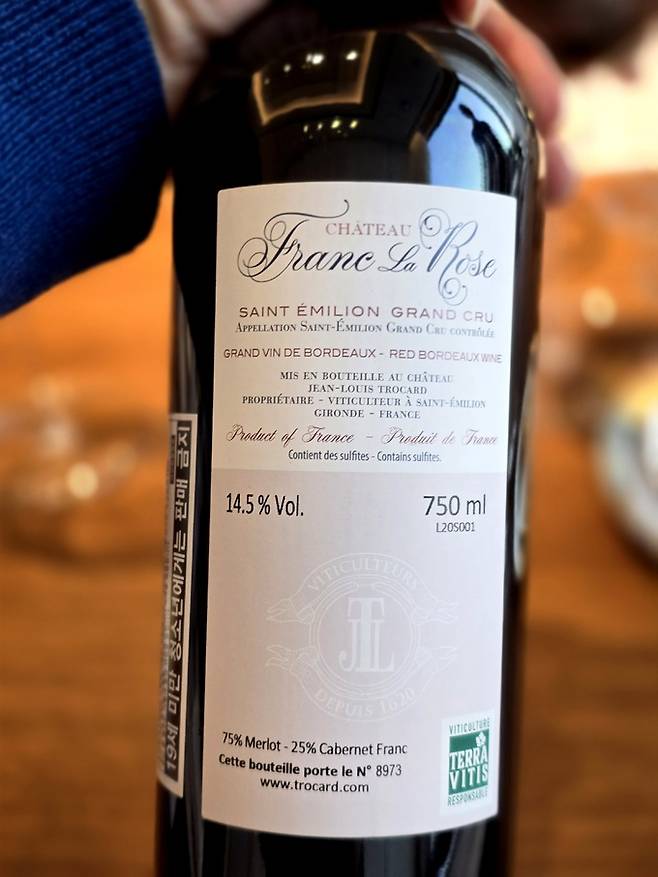 CHÂTEAU
Franc La Rose
SAINT ÉMILION GRAND CRU
APPELLATION SAINT-ÉMILION GRAND CRU CONTRÔLÉE
GRAND VIN DE BORDEAUX - RED BORDEAUX WINE
MIS EN BOUTEILLE AU CHÂTEAU
JEAN-LOUIS TROCARD
PROPRIÉTAIRE - VITICULTEUR À SAINT-ÉMILION
GIRONDE - FRANCE
Product of France - Produit de France
Contient des sulfites - Contains sulfites.
14.5 % Vol.
750 ml
L20S001
VITICULTEURS
JTL
DEPUIS 1620
75% Merlot - 25% Cabernet Franc
Cette bouteille porte le N° 8973
www.trocard.com
VITICULTURE
TERRA
VITIS
RESPONSABLE
19세 미만 청소년에게는 판매 금지